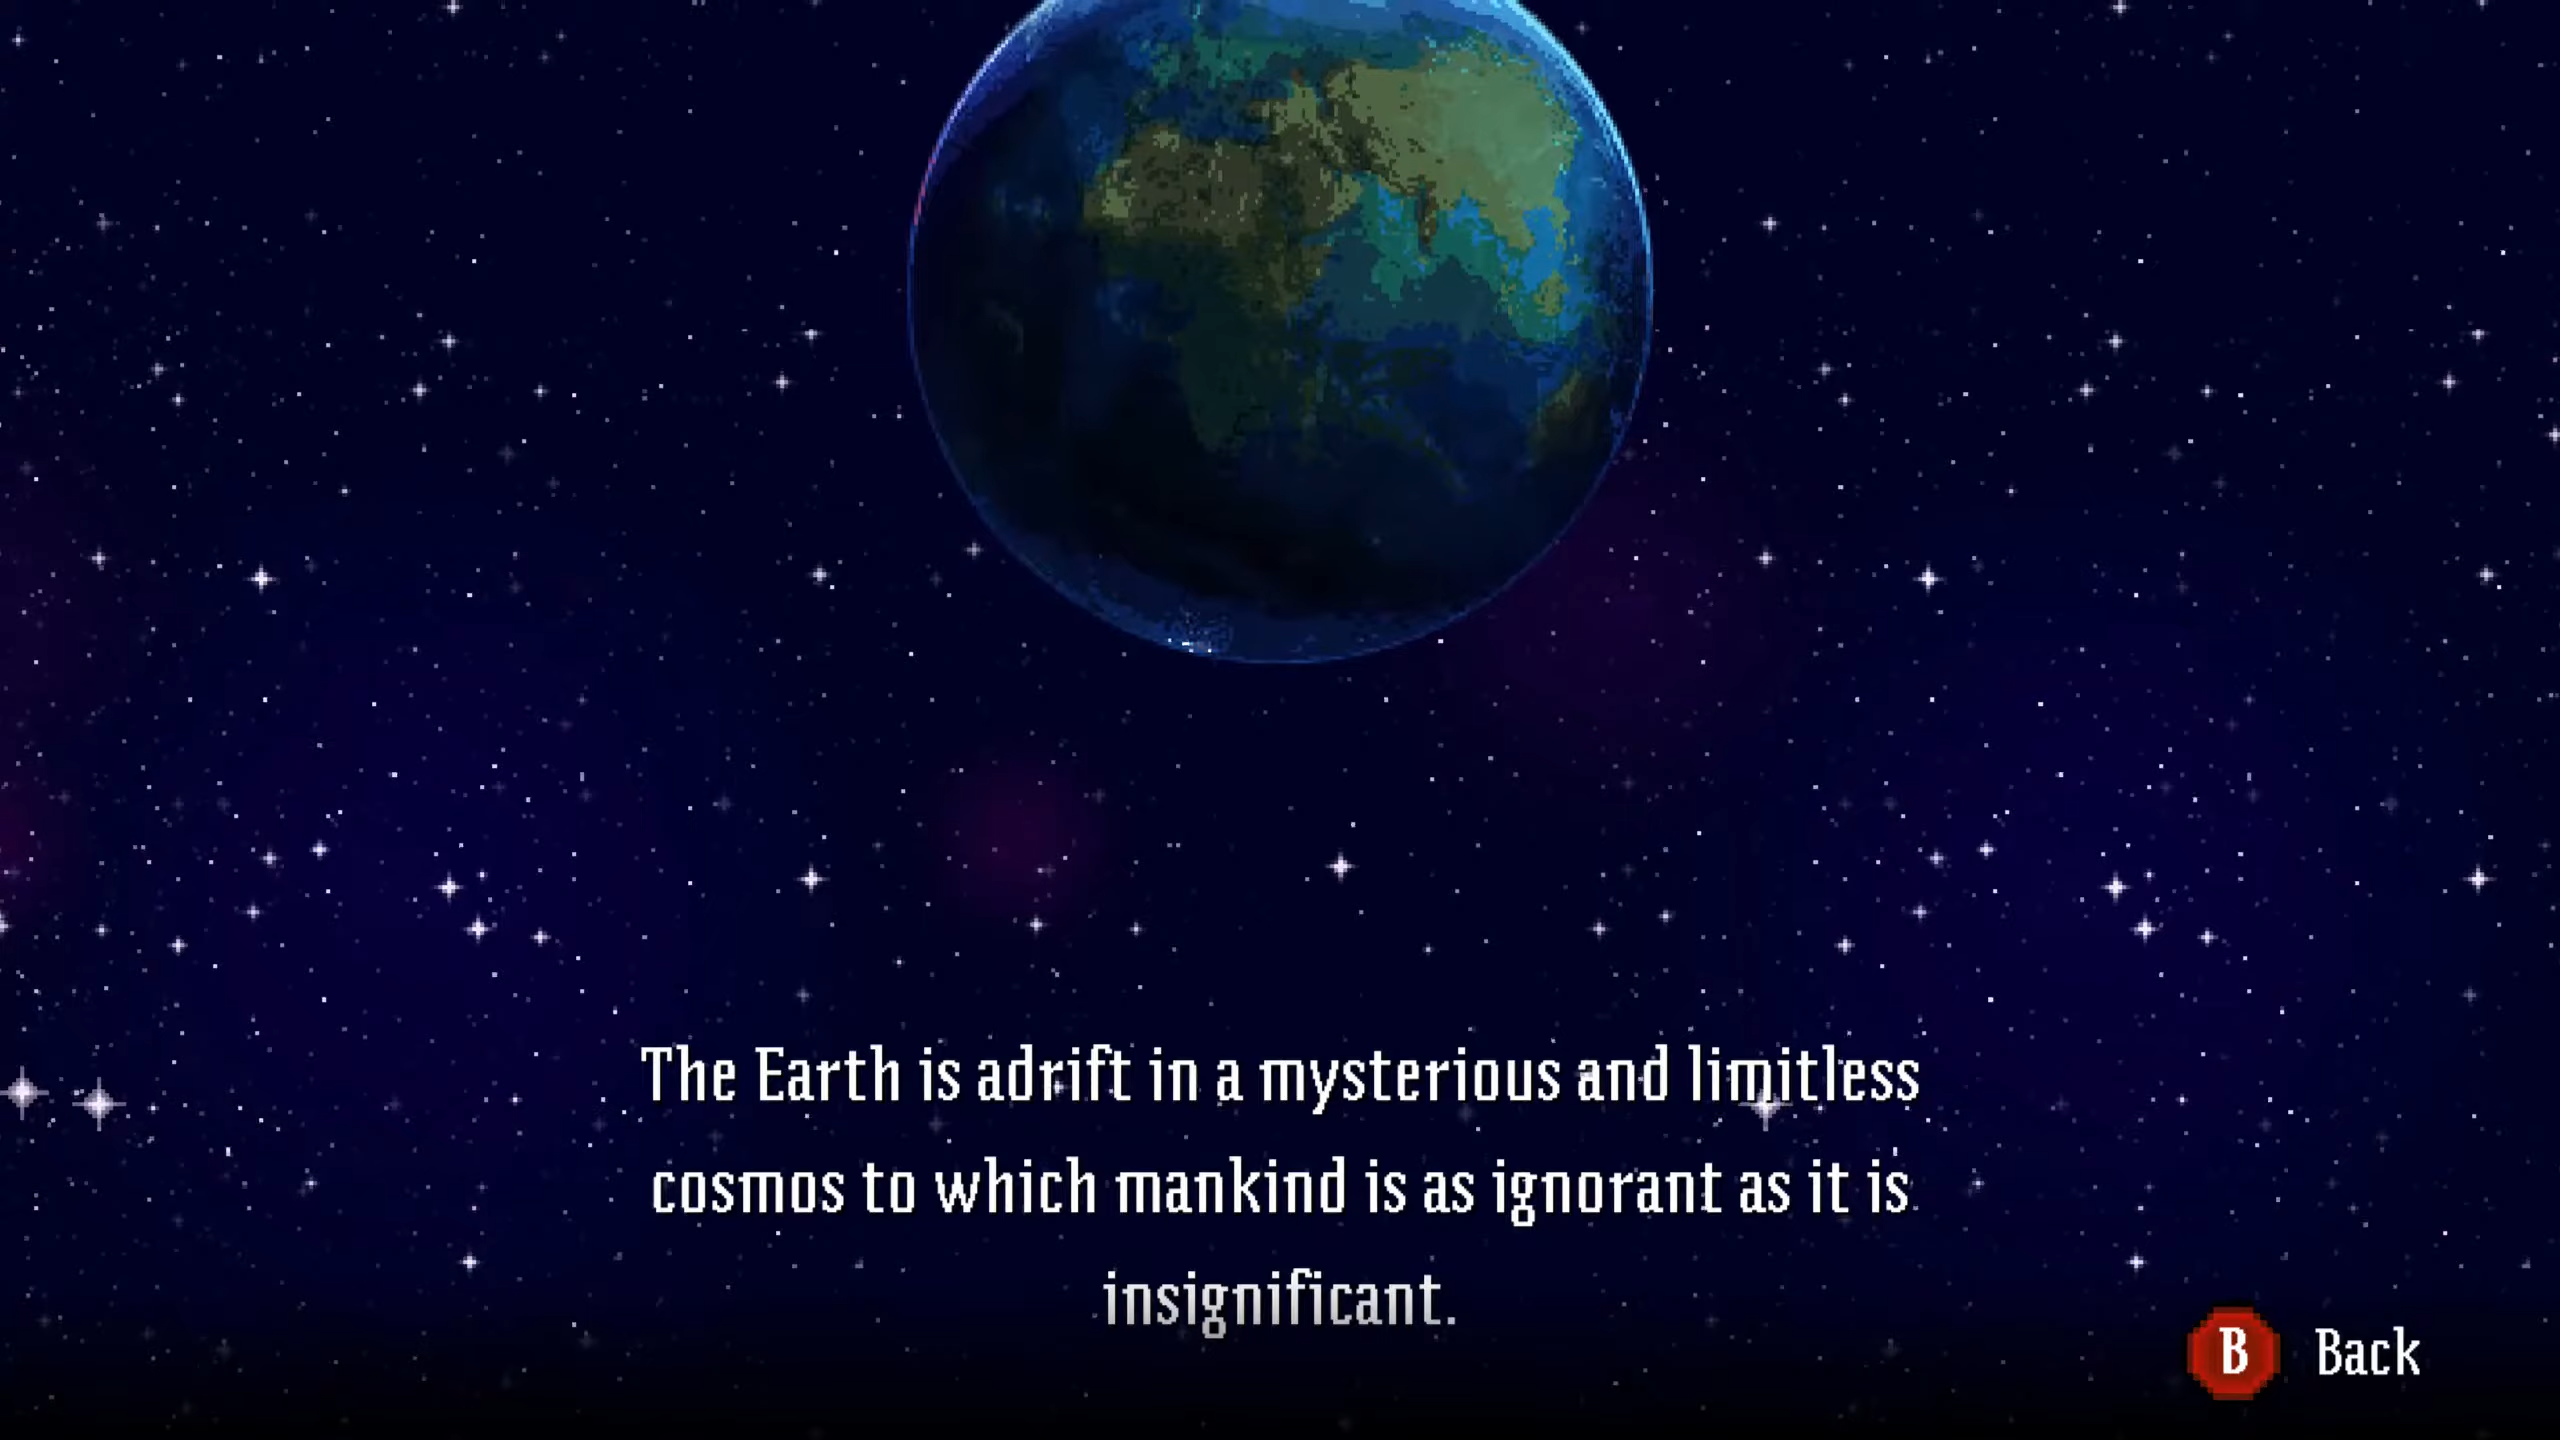 The Earth is adrift in a mysterious and limitless
cosmos to which mankind is as ignorant as it is
insignificant.
B Back